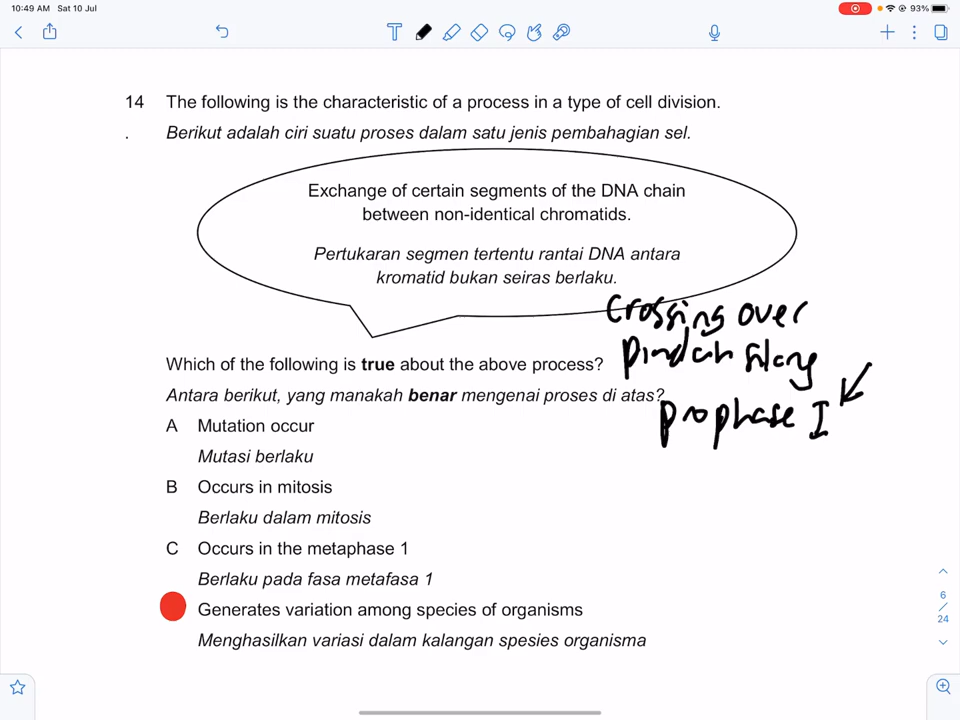 10:49 AM Sat 10 Jul
93%
14 The following is the characteristic of a process in a type of cell division.
. Berikut adalah ciri suatu proses dalam satu jenis pembahagian sel.
Exchange of certain segments of the DNA chain
between non-identical chromatids.
Pertukaran segmen tertentu rantai DNA antara
kromatid bukan seiras berlaku.
Crossing over
pindah silang
prophase I
Which of the following is true about the above process?
Antara berikut, yang manakah benar mengenai proses di atas?
A Mutation occur
Mutasi berlaku
B Occurs in mitosis
Berlaku dalam mitosis
C Occurs in the metaphase 1
Berlaku pada fasa metafasa 1
Generates variation among species of organisms
Menghasilkan variasi dalam kalangan spesies organisma
6
/
24